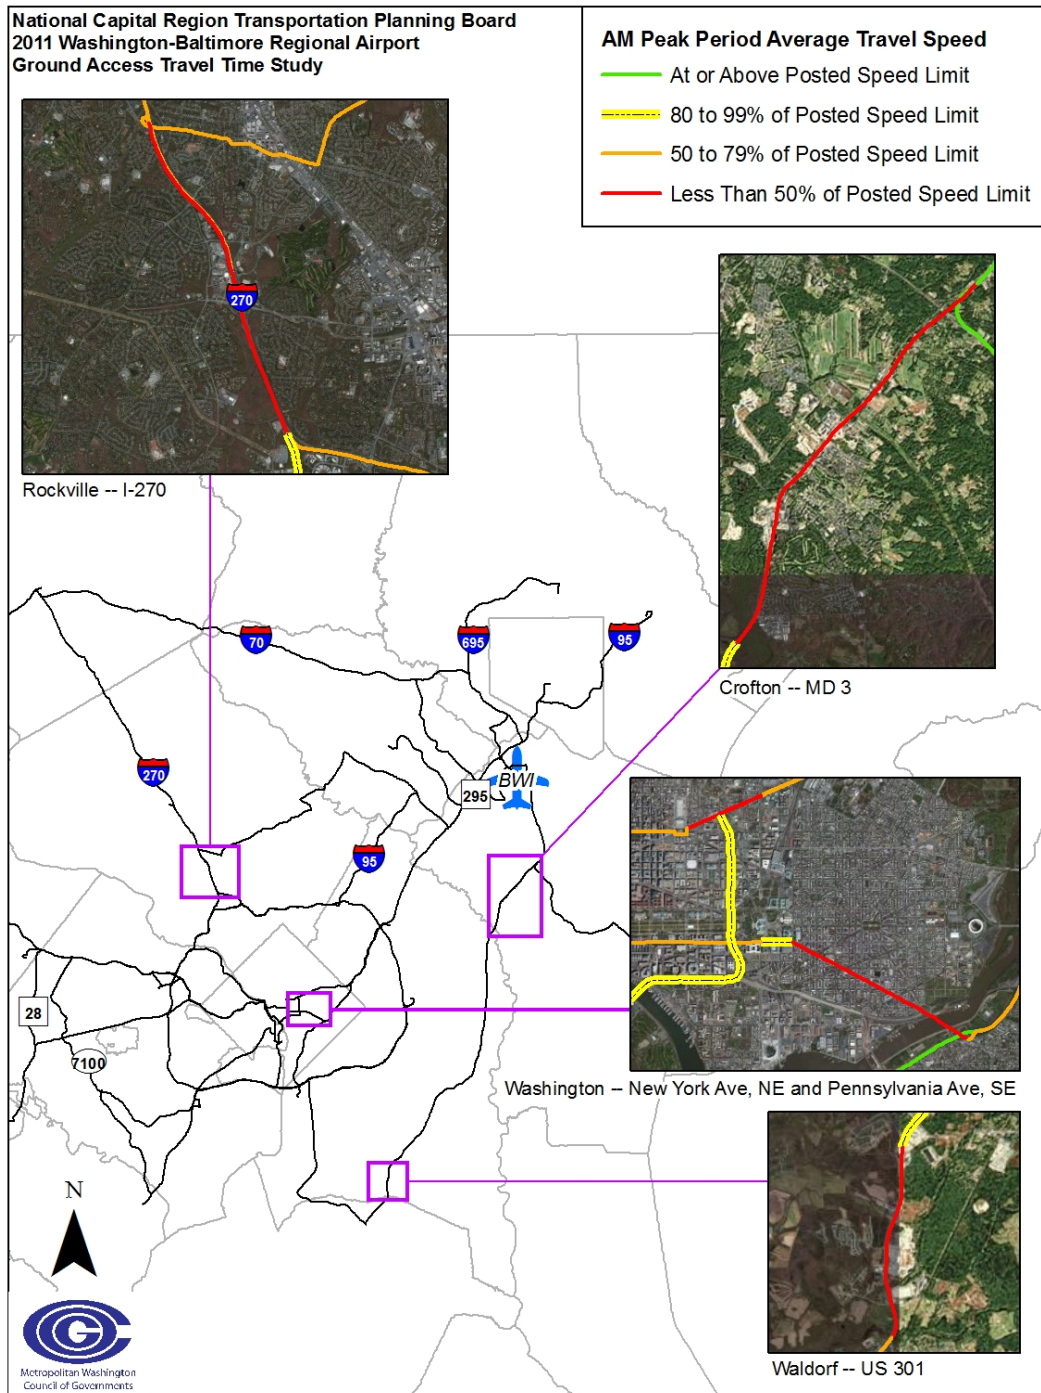 National Capital Region Transportation Planning Board
2011 Washington-Baltimore Regional Airport
Ground Access Travel Time Study
AM Peak Period Average Travel Speed
At or Above Posted Speed Limit
80 to 99% of Posted Speed Limit
50 to 79% of Posted Speed Limit
Less Than 50% of Posted Speed Limit
270
Rockville -- I-270
Crofton -- MD 3
70
695
95
270
BWI
295
95
28
7100
Washington -- New York Ave, NE and Pennsylvania Ave, SE
N
Waldorf -- US 301
Metropolitan Washington
Council of Governments